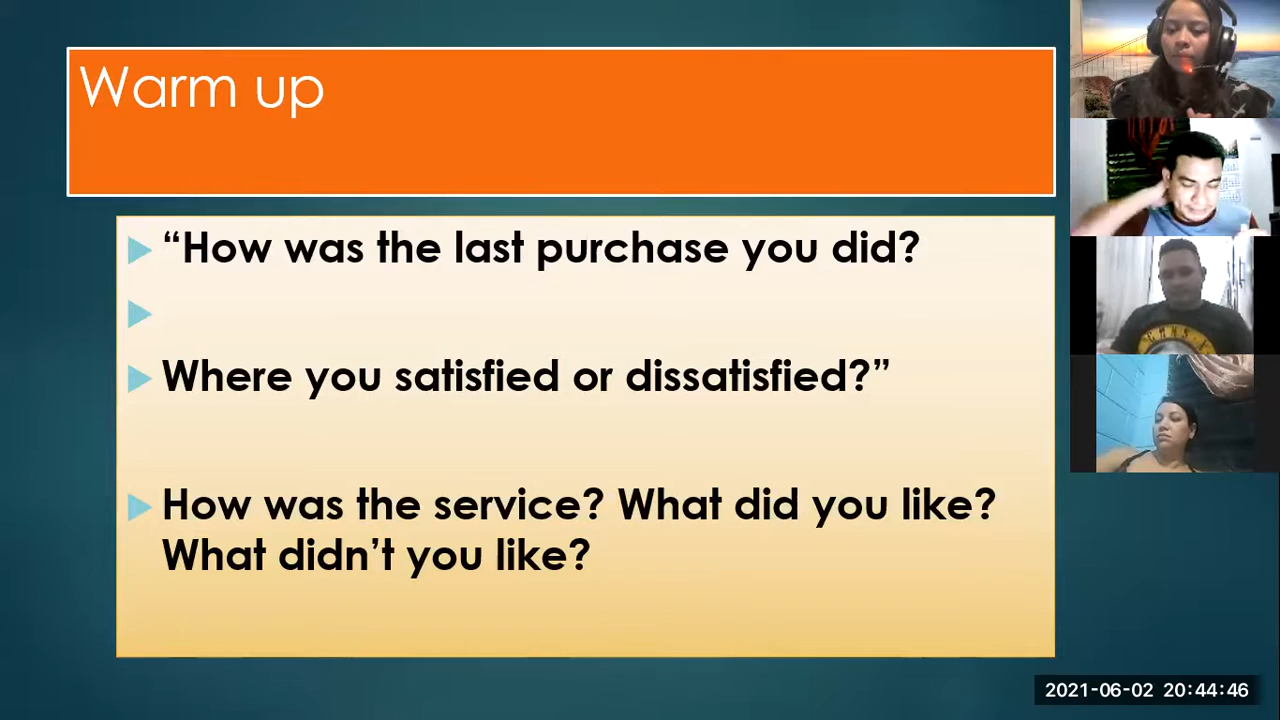 Warm up
“How was the last purchase you did?
Where you satisfied or dissatisfied?”
How was the service? What did you like?
What didn’t you like?
2021-06-02 20:44:46